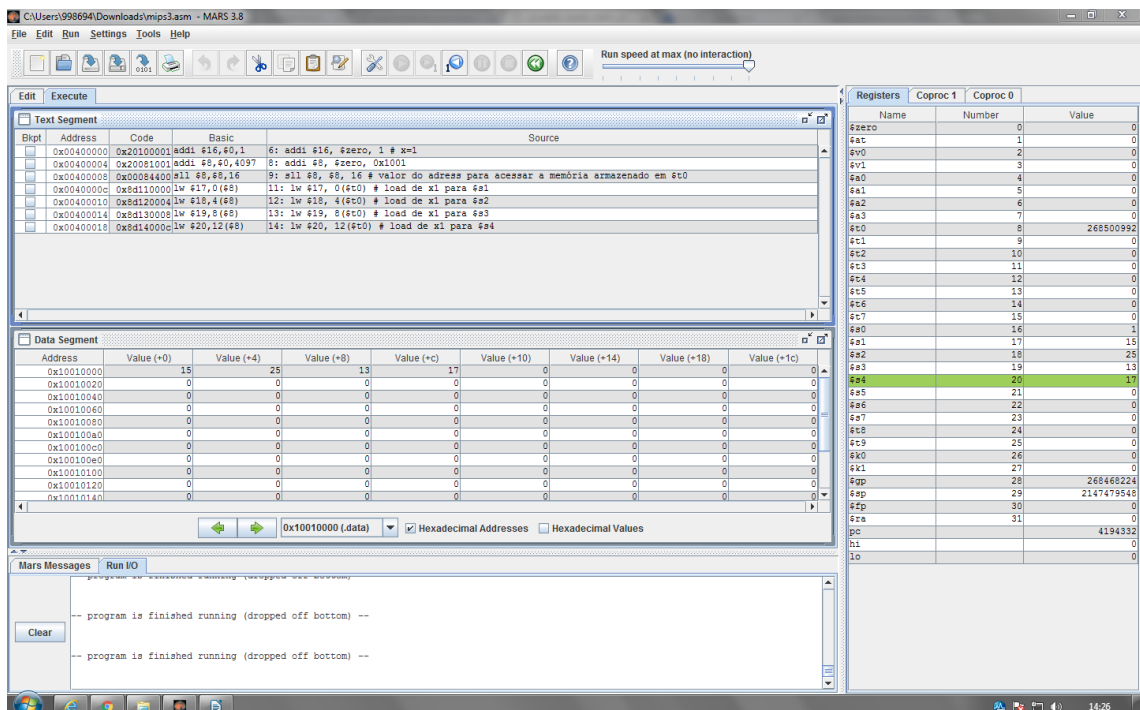 C:\Users\998694\Downloads\mips3.asm - MARS 3.8
File Edit Run Settings Tools Help
Run speed at max (no interaction)
Edit Execute
Text Segment
Bkpt Address Code Basic Source
0x00400000 0x20100001 addi $16,$0,1 6: addi $16, $zero, 1 # x=1
0x00400004 0x20081001 addi $8,$0,4097 8: addi $8, $zero, 0x1001
0x00400008 0x00084400 sll $8,$8,16 9: sll $8, $8, 16 # valor do adress para acessar a memória armazenado em $t0
0x0040000c 0x8d110000 lw $17,0($8) 11: lw $17, 0($t0) # load de x1 para $s1
0x00400010 0x8d120004 lw $18,4($8) 12: lw $18, 4($t0) # load de x1 para $s2
0x00400014 0x8d130008 lw $19,8($8) 13: lw $19, 8($t0) # load de x1 para $s3
0x00400018 0x8d14000c lw $20,12($8) 14: lw $20, 12($t0) # load de x1 para $s4
Data Segment
Address Value (+0) Value (+4) Value (+8) Value (+c) Value (+10) Value (+14) Value (+18) Value (+1c)
0x10010000 15 25 13 17 0 0 0 0
0x10010020 0 0 0 0 0 0 0 0
0x10010040 0 0 0 0 0 0 0 0
0x10010060 0 0 0 0 0 0 0 0
0x10010080 0 0 0 0 0 0 0 0
0x100100a0 0 0 0 0 0 0 0 0
0x100100c0 0 0 0 0 0 0 0 0
0x100100e0 0 0 0 0 0 0 0 0
0x10010100 0 0 0 0 0 0 0 0
0x10010120 0 0 0 0 0 0 0 0
0x10010140 0 0 0 0 0 0 0 0
0x10010000 (.data) Hexadecimal Addresses Hexadecimal Values
Mars Messages Run I/O
-- program is finished running (dropped off bottom) --
-- program is finished running (dropped off bottom) --
Clear
-- program is finished running (dropped off bottom) --
Registers Coproc 1 Coproc 0
Name Number Value
$zero 0 0
$at 1 0
$v0 2 0
$v1 3 0
$a0 4 0
$a1 5 0
$a2 6 0
$a3 7 0
$t0 8 268500992
$t1 9 0
$t2 10 0
$t3 11 0
$t4 12 0
$t5 13 0
$t6 14 0
$t7 15 0
$s0 16 1
$s1 17 15
$s2 18 25
$s3 19 13
$s4 20 17
$s5 21 0
$s6 22 0
$s7 23 0
$t8 24 0
$t9 25 0
$k0 26 0
$k1 27 0
$gp 28 268468224
$sp 29 2147479548
$fp 30 0
$ra 31 0
pc 4194332
hi 0
lo 0
14:26